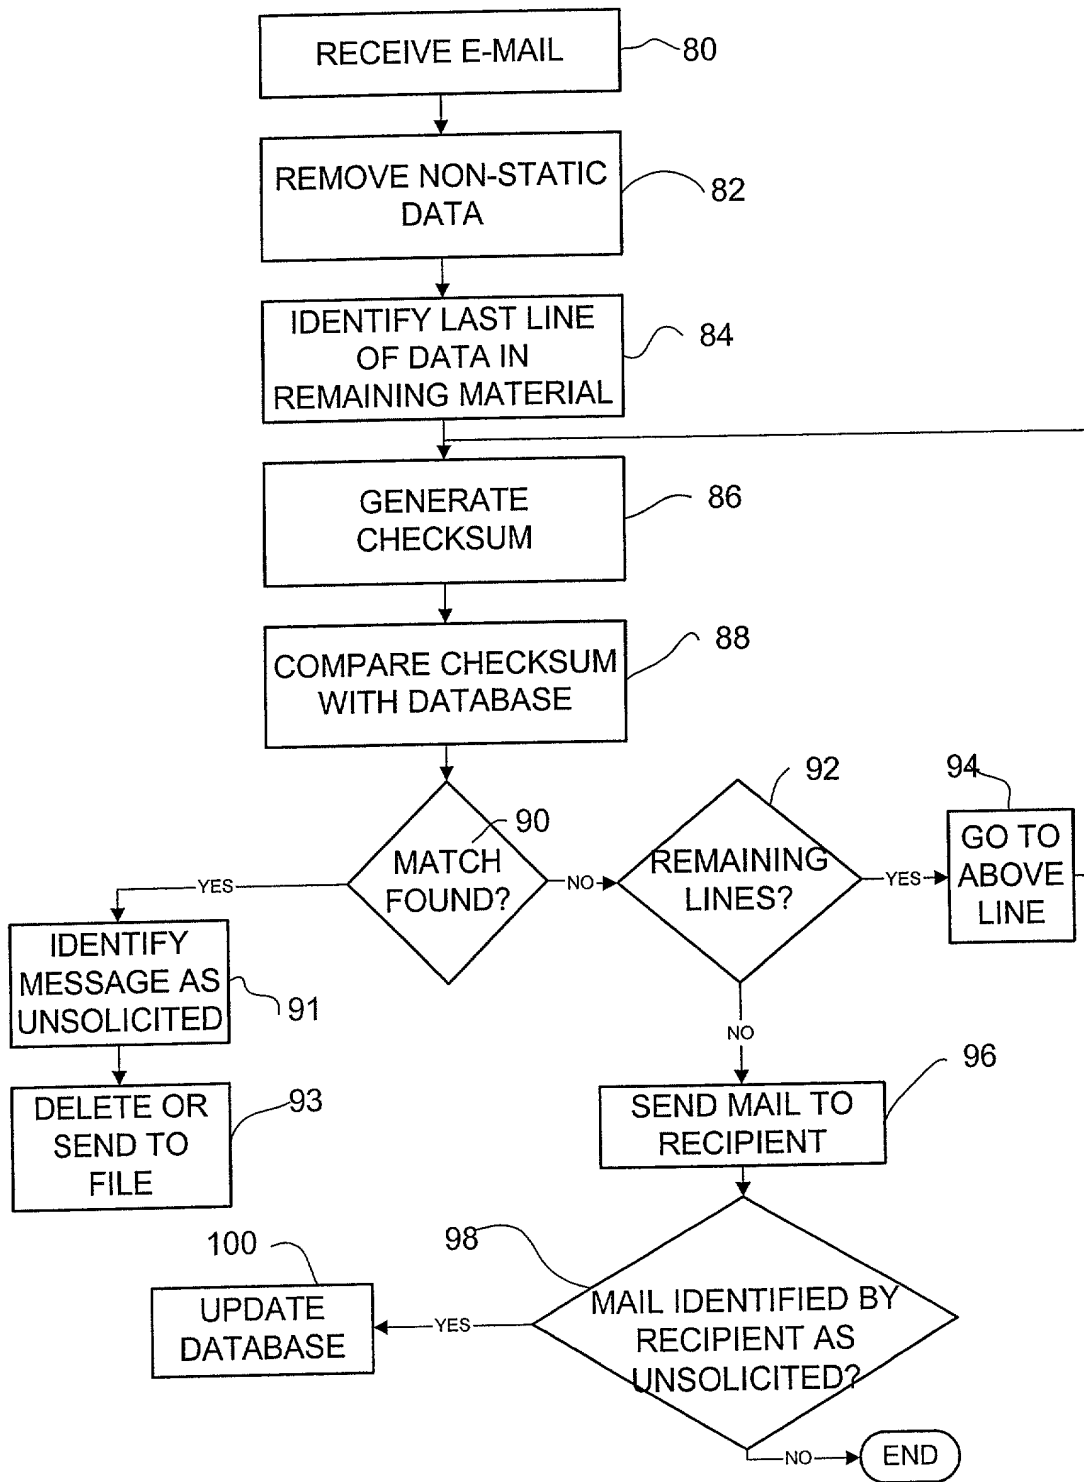 RECEIVE E-MAIL
80
REMOVE NON-STATIC
DATA
82
IDENTIFY LAST LINE
OF DATA IN
REMAINING MATERIAL
84
GENERATE
CHECKSUM
86
COMPARE CHECKSUM
WITH DATABASE
88
MATCH
FOUND?
90
NO
REMAINING
LINES?
92
YES
GO TO
ABOVE
LINE
94
YES
IDENTIFY
MESSAGE AS
UNSOLICITED
91
DELETE OR
SEND TO
FILE
93
NO
SEND MAIL TO
RECIPIENT
96
MAIL IDENTIFIED BY
RECIPIENT AS
UNSOLICITED?
98
YES
UPDATE
DATABASE
100
NO
END